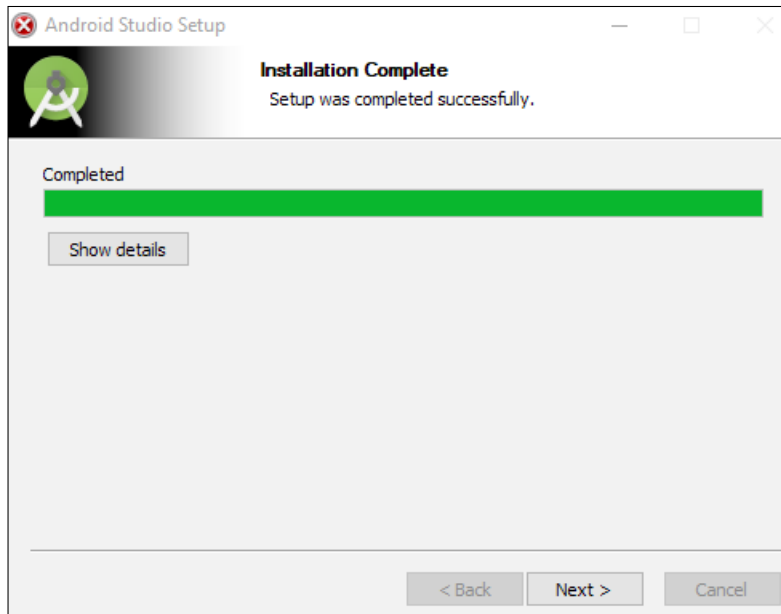 Android Studio Setup
Installation Complete
Setup was completed successfully.
Completed
Show details
< Back Next > Cancel